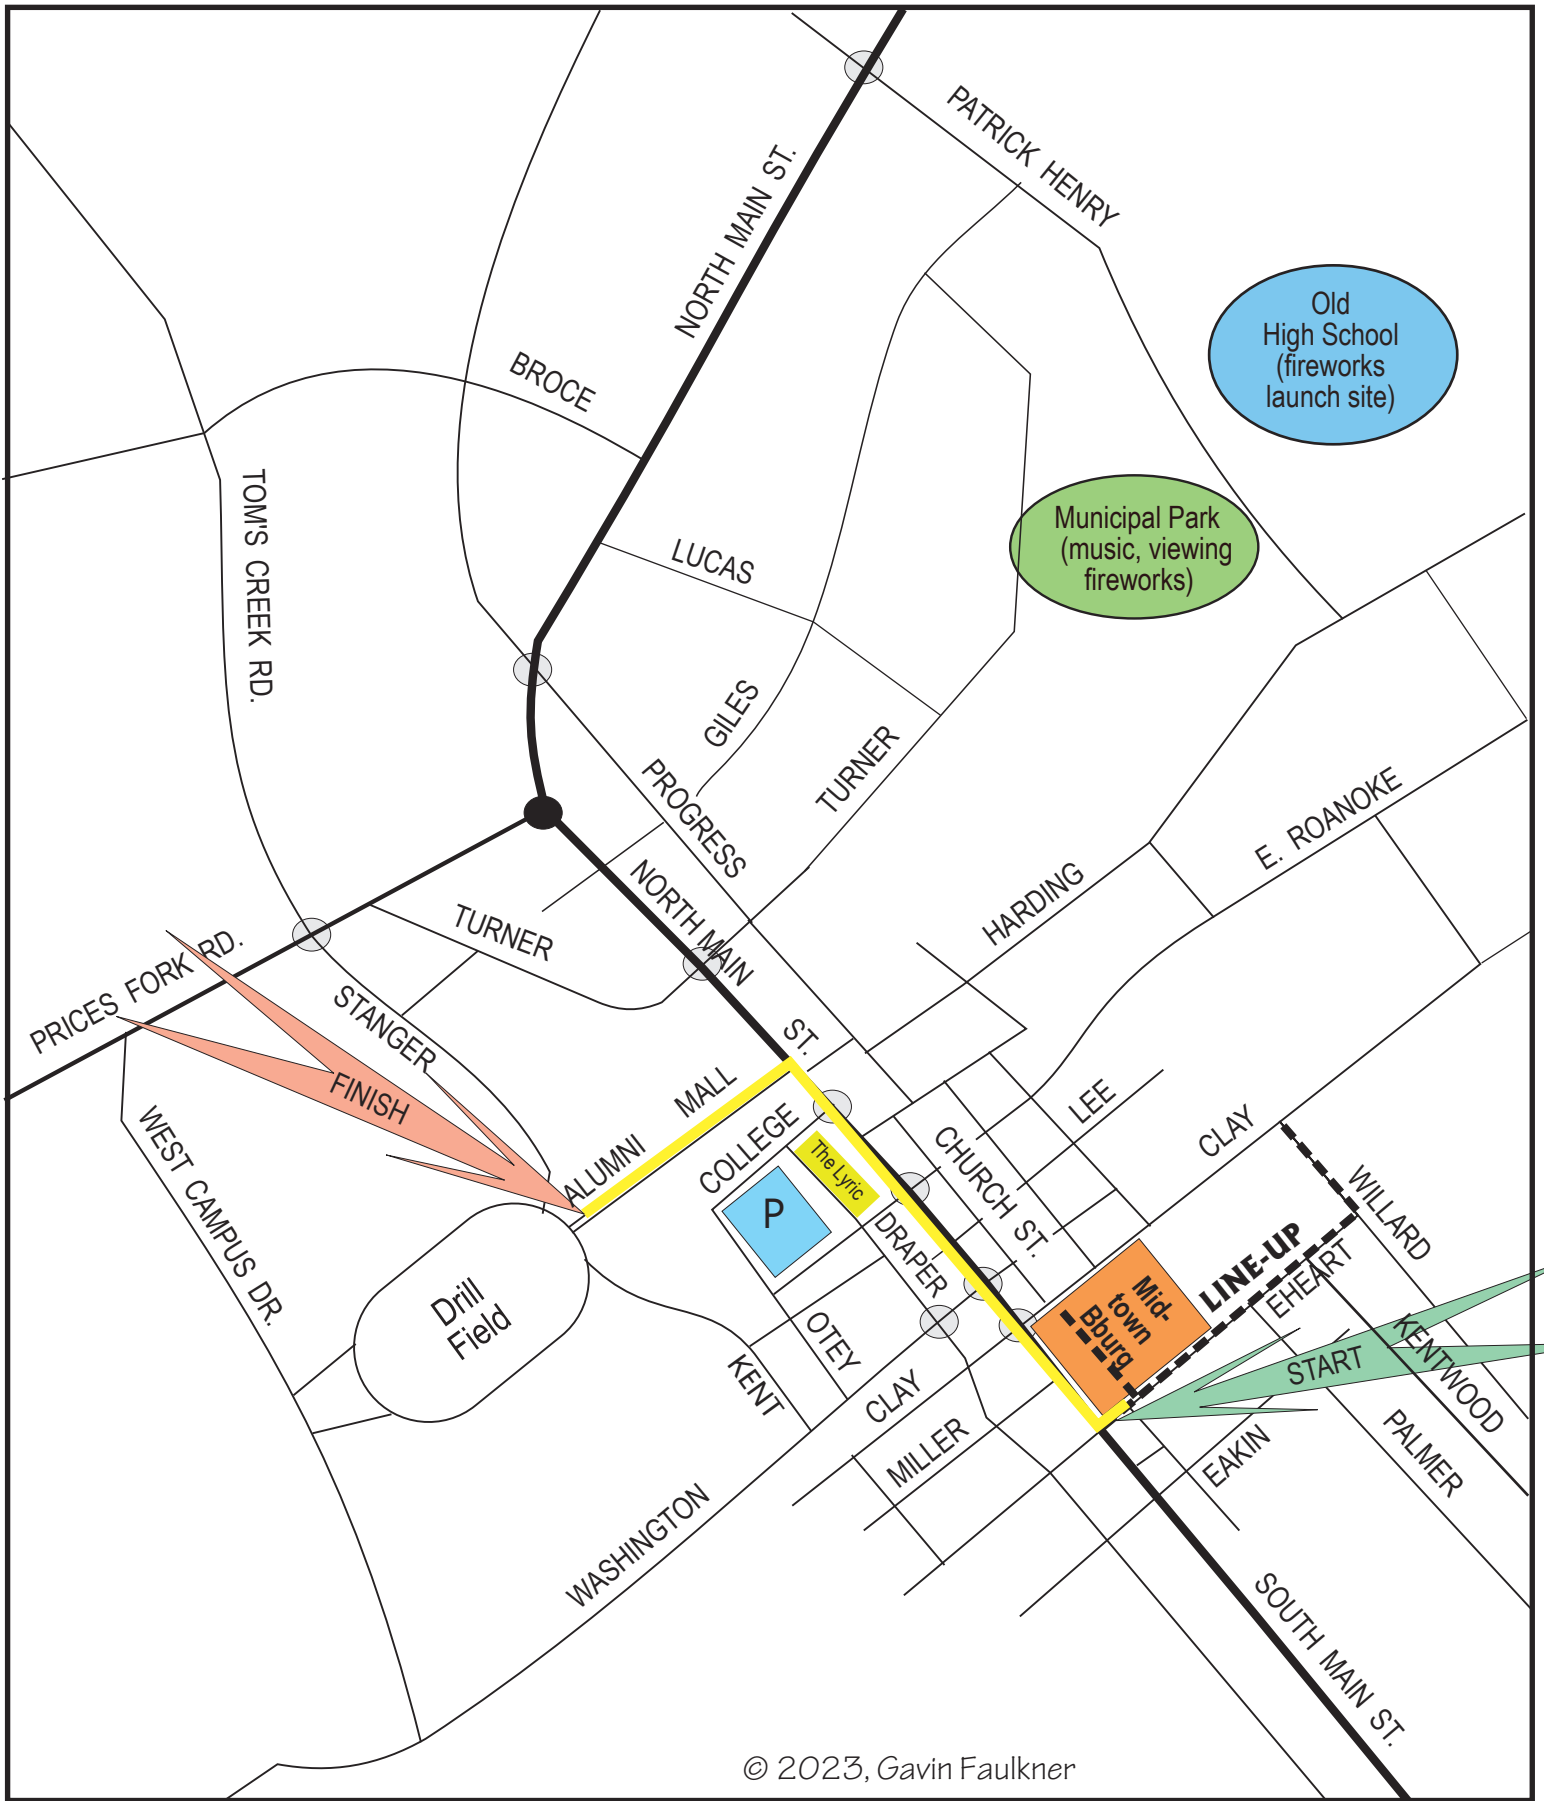 PATRICK HENRY
NORTH MAIN ST.
Old
High School
(fireworks
launch site)
BROCE
TOM'S CREEK RD.
Municipal Park
(music, viewing
fireworks)
LUCAS
GILES
TURNER
PROGRESS
E. ROANOKE
HARDING
NORTH MAIN ST.
TURNER
PRICES FORK RD.
STANGER
FINISH
ALUMNI MALL
LEE
CLAY
COLLEGE
The Lyric
CHURCH ST.
WEST CAMPUS DR.
P
DRAPER
WILLARD
LINE-UP
EHEART
Drill
Field
Mid-
town
Bburg
OTEY
KENT
START
KENTWOOD
CLAY
MILLER
EAKIN
PALMER
WASHINGTON
SOUTH MAIN ST.
© 2023, Gavin Faulkner